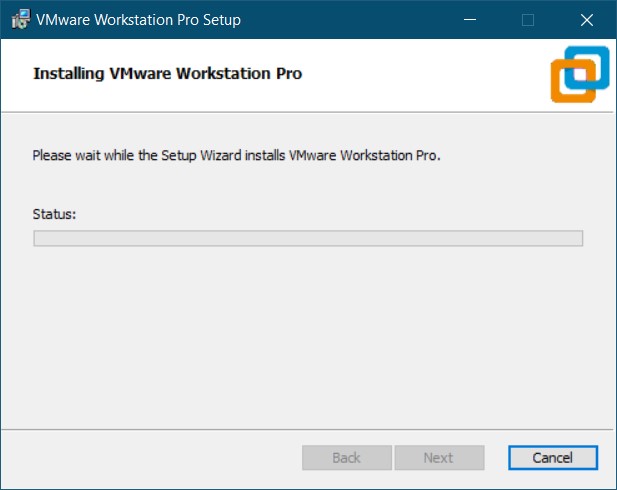 VMware Workstation Pro Setup
Installing VMware Workstation Pro
Please wait while the Setup Wizard installs VMware Workstation Pro.
Status:
Back Next Cancel